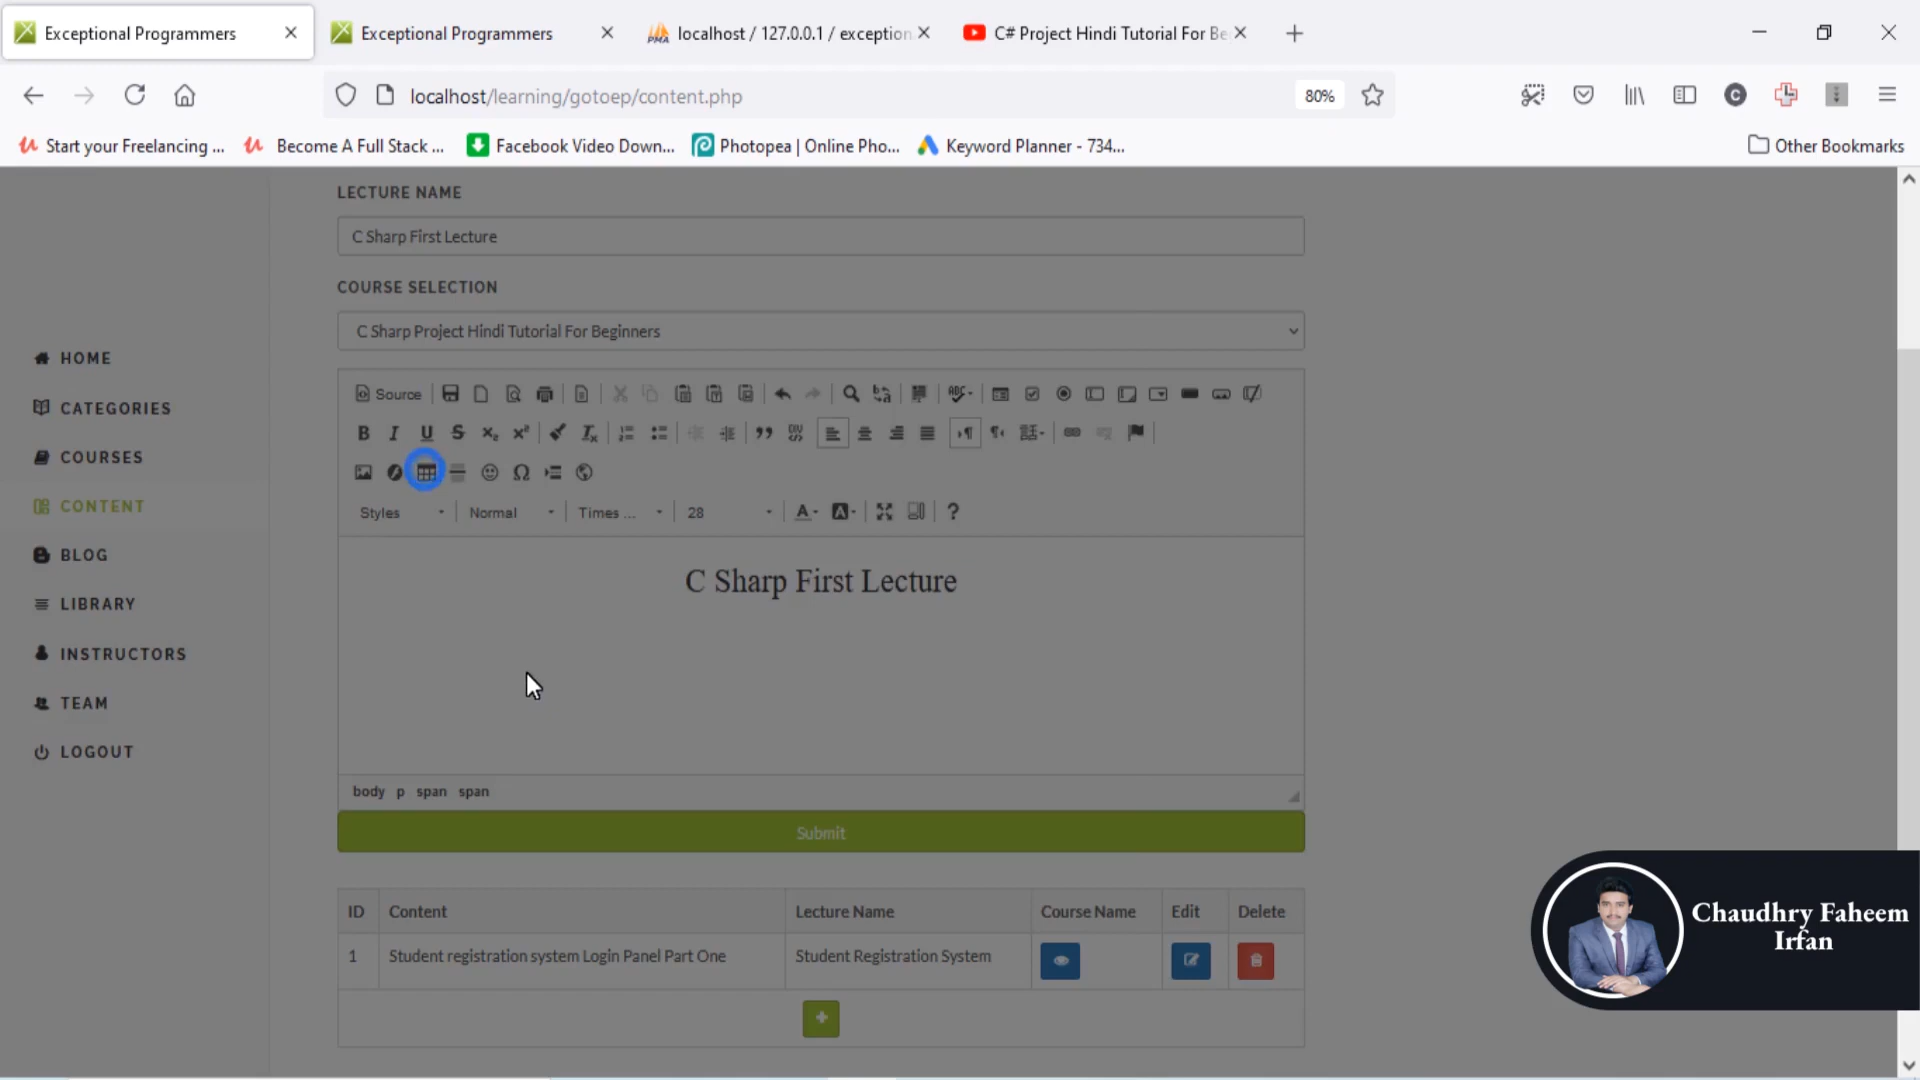 Exceptional Programmers
Exceptional Programmers
localhost / 127.0.0.1 / exception
C# Project Hindi Tutorial For Be
localhost/learning/gotoep/content.php
80%
Start your Freelancing ...
Become A Full Stack ...
Facebook Video Down...
Photopea | Online Pho...
Keyword Planner - 734...
Other Bookmarks
LECTURE NAME
C Sharp First Lecture
COURSE SELECTION
C Sharp Project Hindi Tutorial For Beginners
HOME
CATEGORIES
COURSES
CONTENT
BLOG
LIBRARY
INSTRUCTORS
TEAM
LOGOUT
Source
Styles Normal Times ... 28
C Sharp First Lecture
body p span span
Submit
ID Content Lecture Name Course Name Edit Delete
1 Student registration system Login Panel Part One Student Registration System
Chaudhry Faheem
Irfan